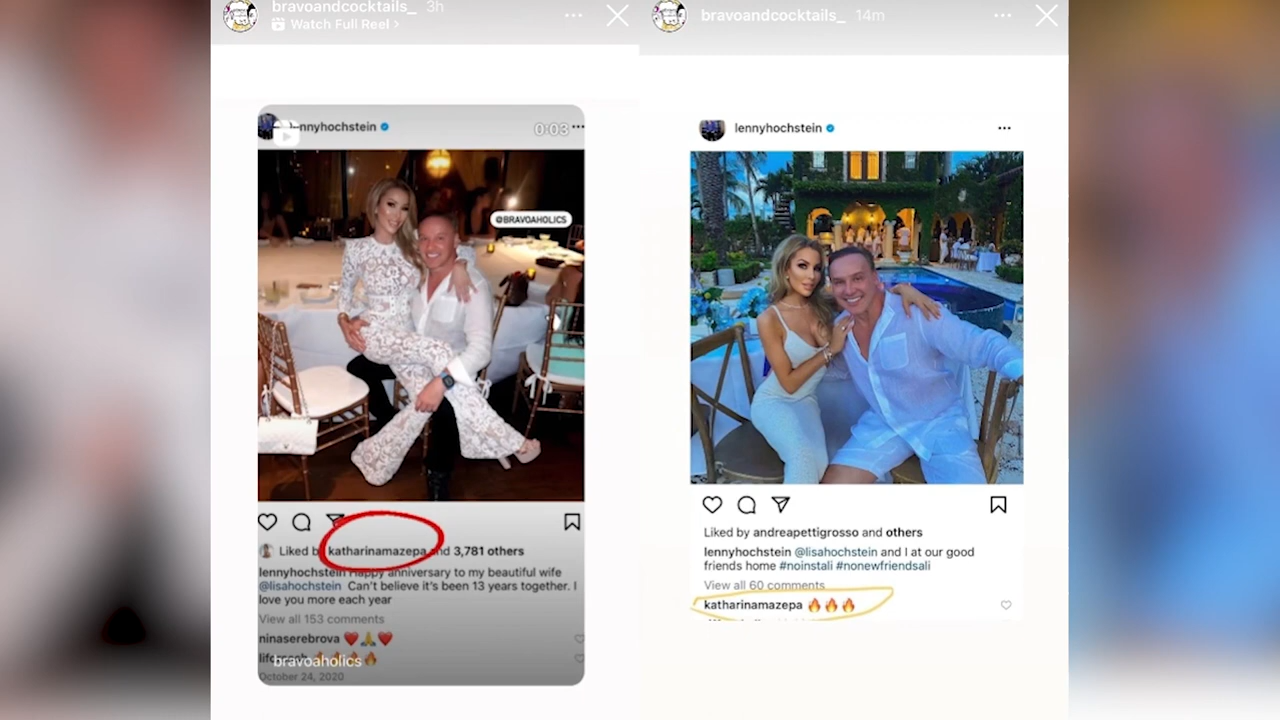 bravoandcocktails_ 3h
Watch Full Reel >
nnyhochstein
0:03
@BRAVOAHOLICS
Liked by katharinamazepa and 3,781 others
lennyhochstein Happy anniversary to my beautiful wife
@lisahochstein Can't believe it's been 13 years together. I
love you more each year
View all 153 comments
ninaserebrova ❤️🙏❤️
bravoaholics
October 24, 2020
bravoandcocktails_ 14m
lennyhochstein
Liked by andreapettigrosso and others
lennyhochstein @lisahochstein and I at our good
friends home #noinstali #nonewfriendsali
View all 60 comments
katharinamazepa 🔥🔥🔥